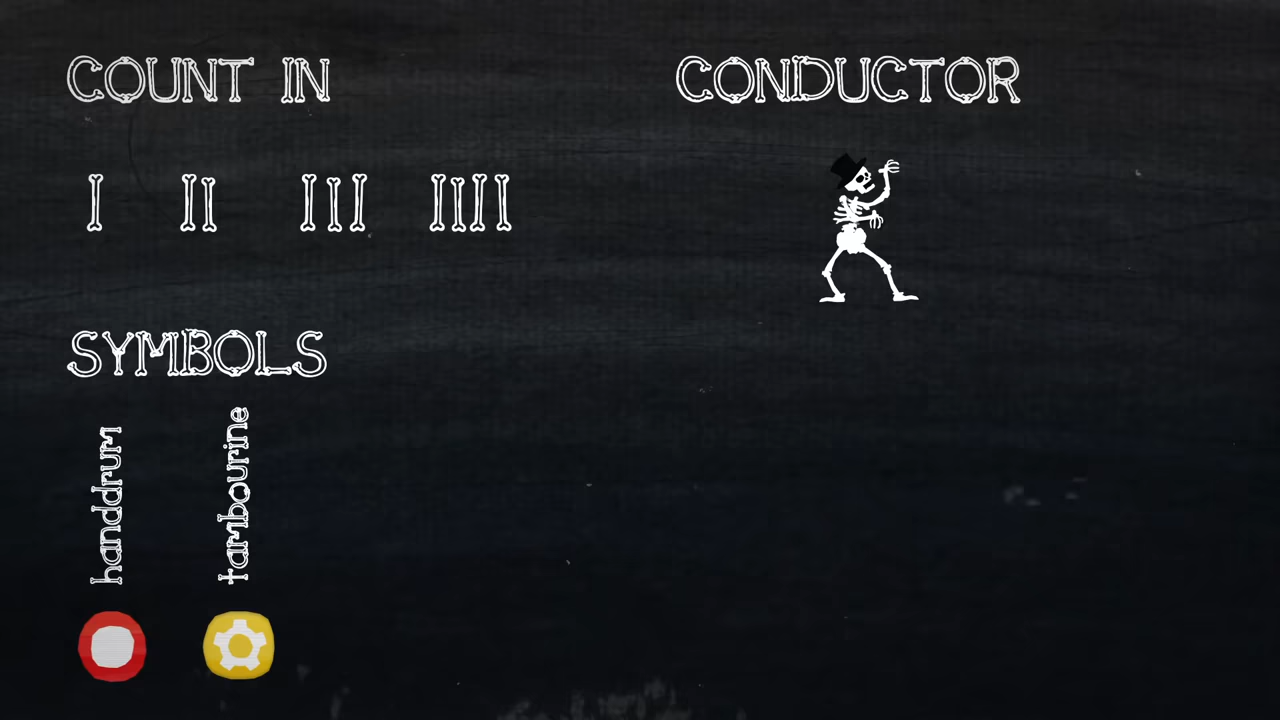 COUNT IN
I II III IIII
CONDUCTOR
SYMBOLS
handdrum
tambourine